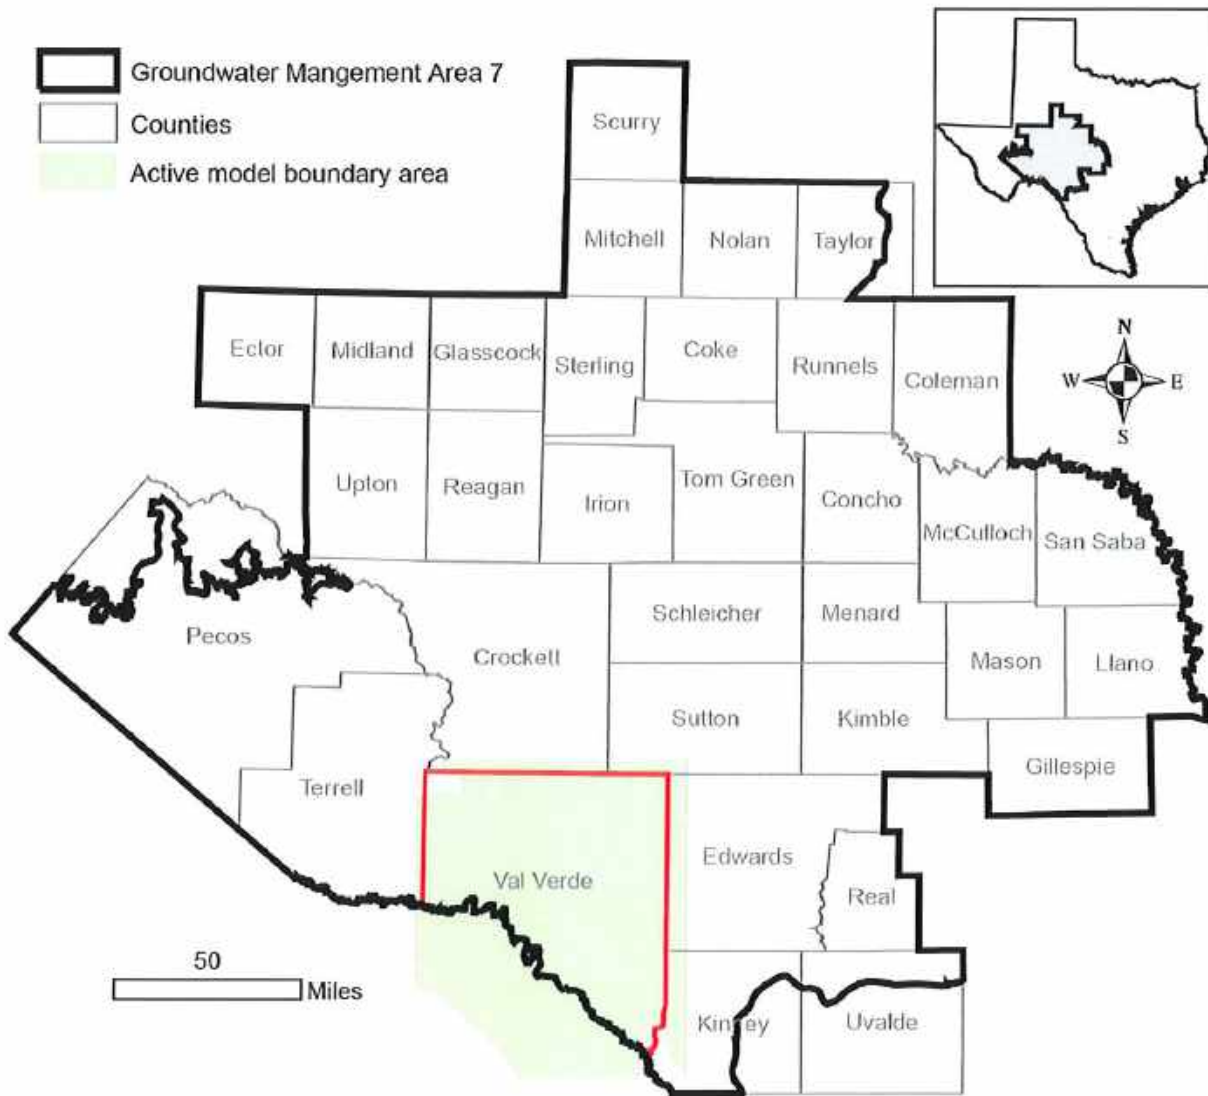 Groundwater Mangement Area 7
Counties
Active model boundary area
Scurry
Mitchell
Nolan
Taylor
N
W
E
S
Ector
Midland
Glasscock
Sterling
Coke
Runnels
Coleman
Upton
Reagan
Irion
Tom Green
Concho
McCulloch
San Saba
Pecos
Crockett
Schleicher
Menard
Mason
Llano
Sutton
Kimble
Gillespie
Terrell
Val Verde
Edwards
Real
50
Miles
Kinney
Uvalde